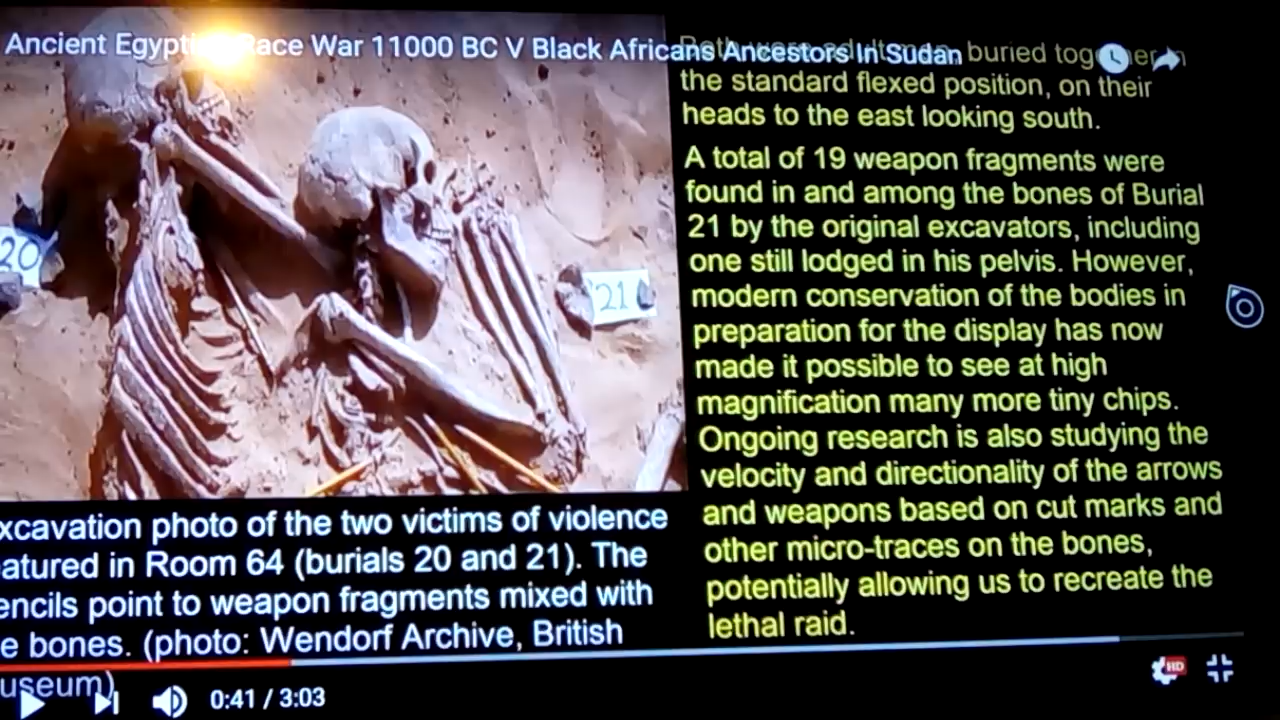 Ancient Egypti Race War 11000 BC V Black Africans Ancestors In Sudan
buried together in
the standard flexed position, on their
heads to the east looking south.
A total of 19 weapon fragments were
found in and among the bones of Burial
21 by the original excavators, including
one still lodged in his pelvis. However,
modern conservation of the bodies in
preparation for the display has now
made it possible to see at high
magnification many more tiny chips.
Ongoing research is also studying the
velocity and directionality of the arrows
and weapons based on cut marks and
other micro-traces on the bones,
potentially allowing us to recreate the
lethal raid.
20
21
xcavation photo of the two victims of violence
eatured in Room 64 (burials 20 and 21). The
encils point to weapon fragments mixed with
e bones. (photo: Wendorf Archive, British
useum)
0:41 / 3:03
HD